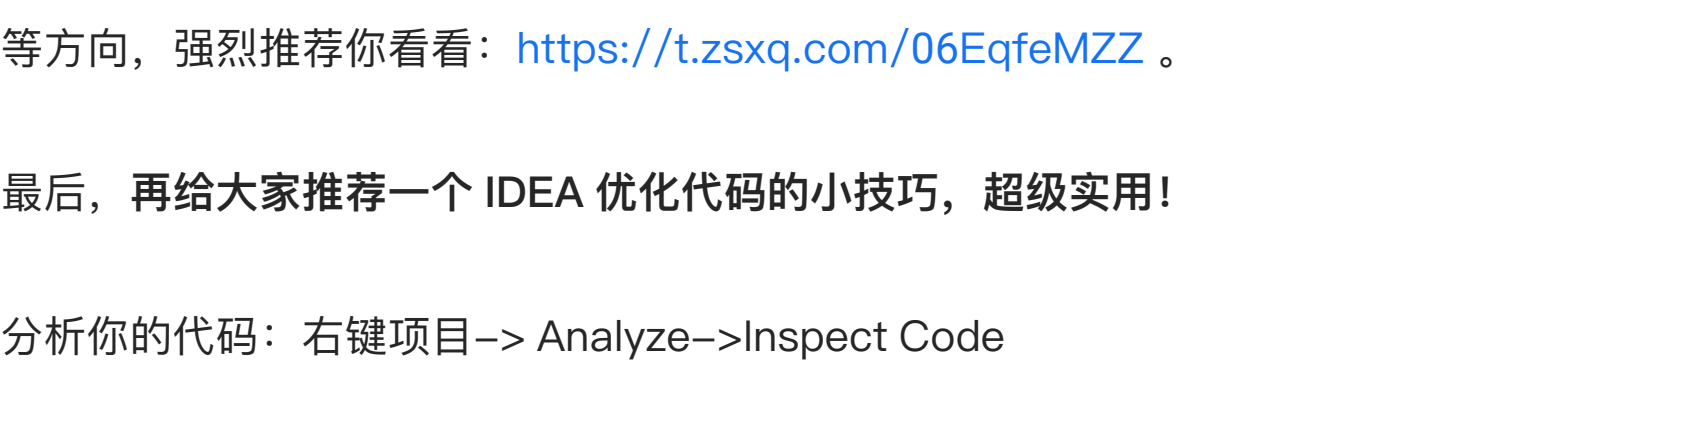 等方向，强烈推荐你看看：https://t.zsxq.com/06EqfeMZZ 。
最后，再给大家推荐一个 IDEA 优化代码的小技巧，超级实用！
分析你的代码：右键项目–> Analyze–>Inspect Code